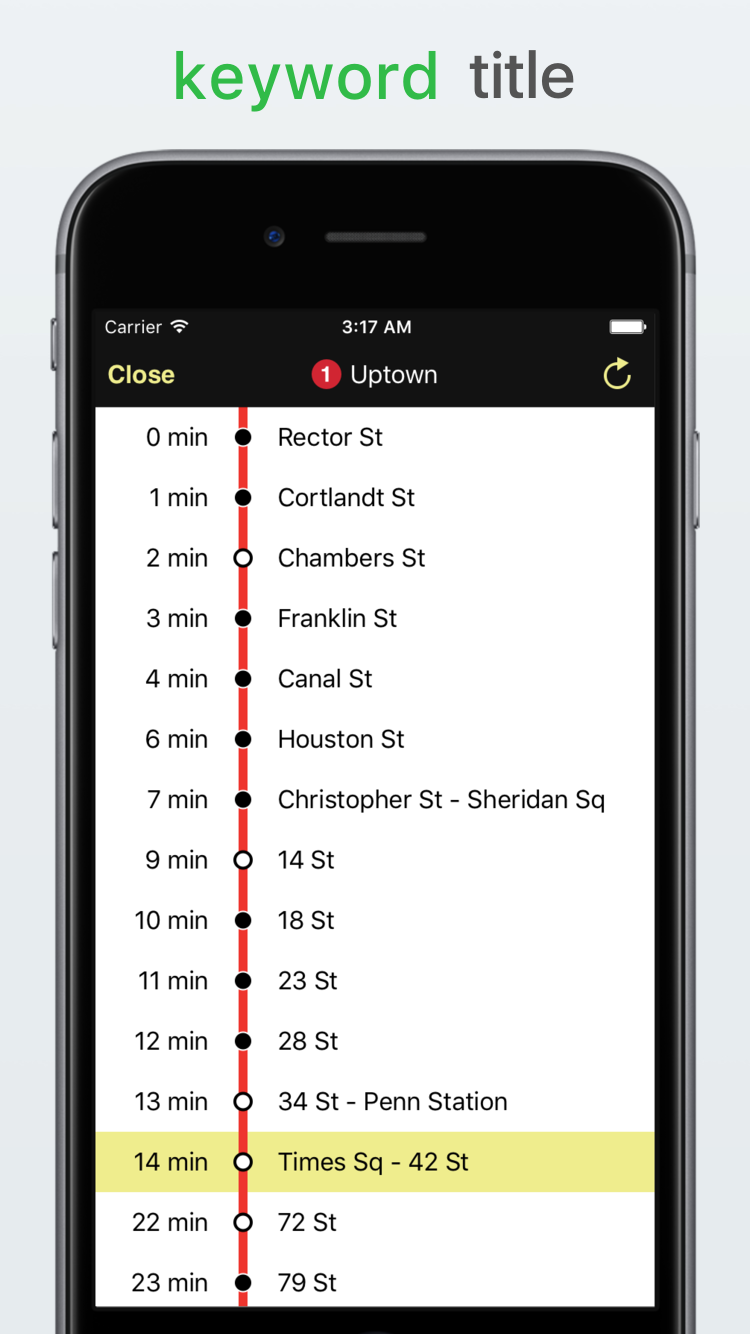 keyword title
Carrier 3:17 AM
Close 1 Uptown
0 min Rector St
1 min Cortlandt St
2 min Chambers St
3 min Franklin St
4 min Canal St
6 min Houston St
7 min Christopher St - Sheridan Sq
9 min 14 St
10 min 18 St
11 min 23 St
12 min 28 St
13 min 34 St - Penn Station
14 min Times Sq - 42 St
22 min 72 St
23 min 79 St